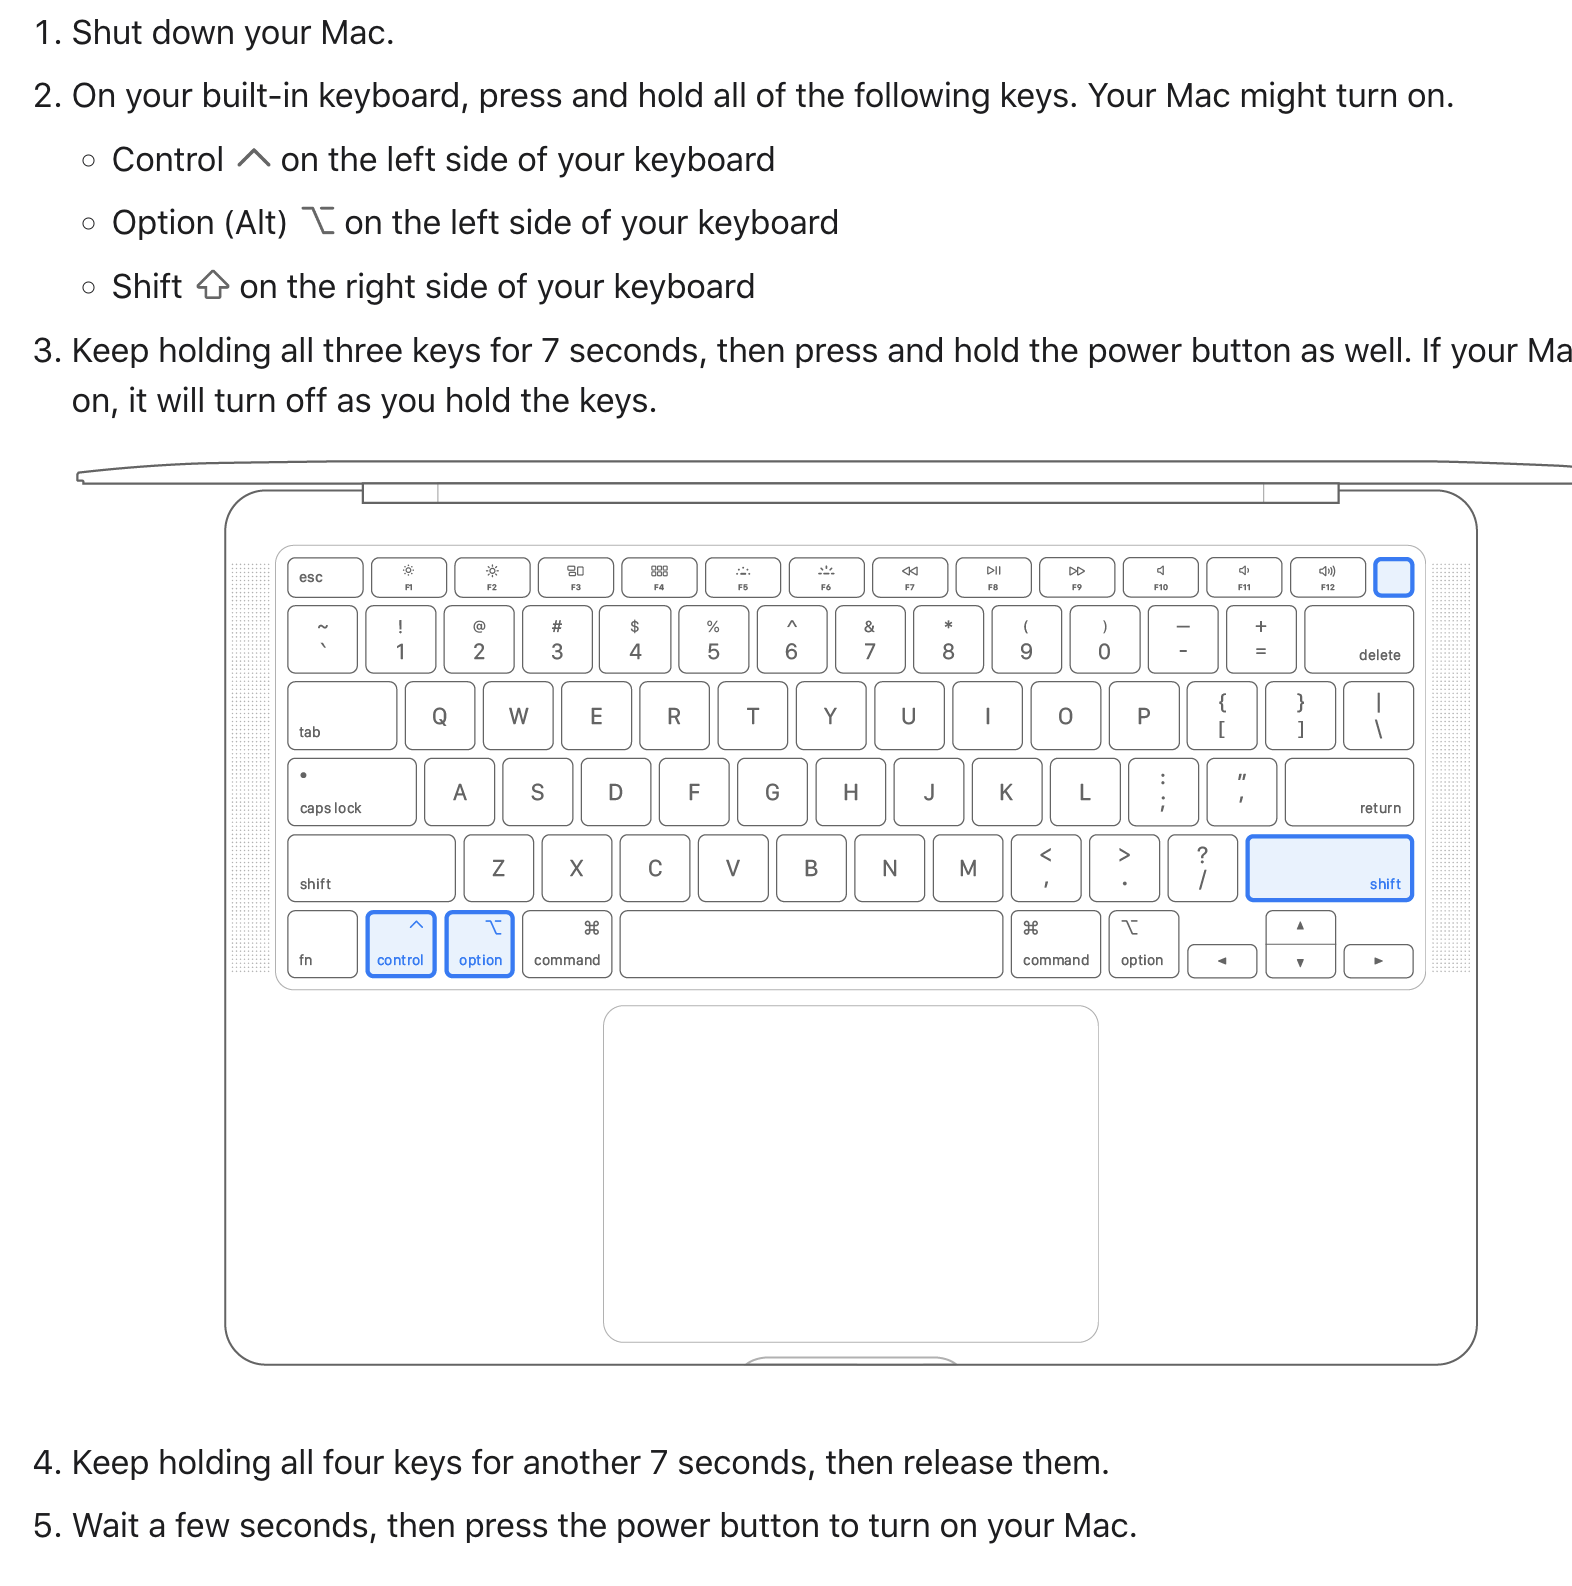 1. Shut down your Mac.
2. On your built-in keyboard, press and hold all of the following keys. Your Mac might turn on.
○ Control ^ on the left side of your keyboard
○ Option (Alt) ⌥ on the left side of your keyboard
○ Shift ⇧ on the right side of your keyboard
3. Keep holding all three keys for 7 seconds, then press and hold the power button as well. If your Ma
on, it will turn off as you hold the keys.
esc F1 F2 F3 F4 F5 F6 F7 F8 F9 F10 F11 F12
~ ! @ # $ % ^ & * ( ) — +
` 1 2 3 4 5 6 7 8 9 0 - = delete
tab Q W E R T Y U I O P { [ } ] | \
caps lock A S D F G H J K L : ; " ' return
shift Z X C V B N M < , > . ? / shift
fn ^ control ⌥ option ⌘ command ⌘ command ⌥ option ◀ ▲ ▼ ▶
4. Keep holding all four keys for another 7 seconds, then release them.
5. Wait a few seconds, then press the power button to turn on your Mac.